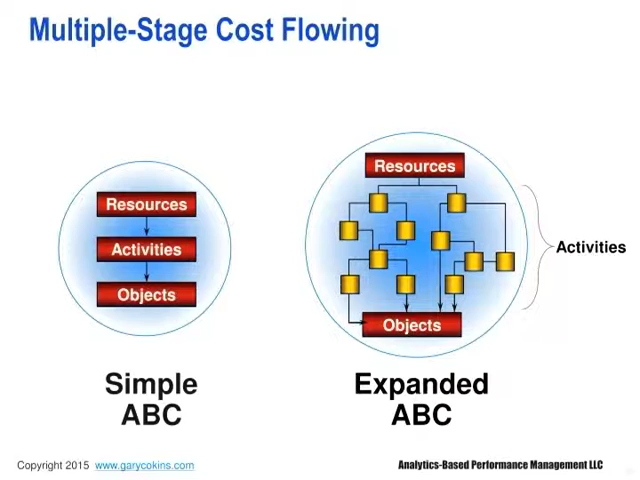 Multiple-Stage Cost Flowing
Resources
Activities
Objects
Simple
ABC
Resources
Activities
Objects
Expanded
ABC
Copyright 2015 www.garycokins.com
Analytics-Based Performance Management LLC